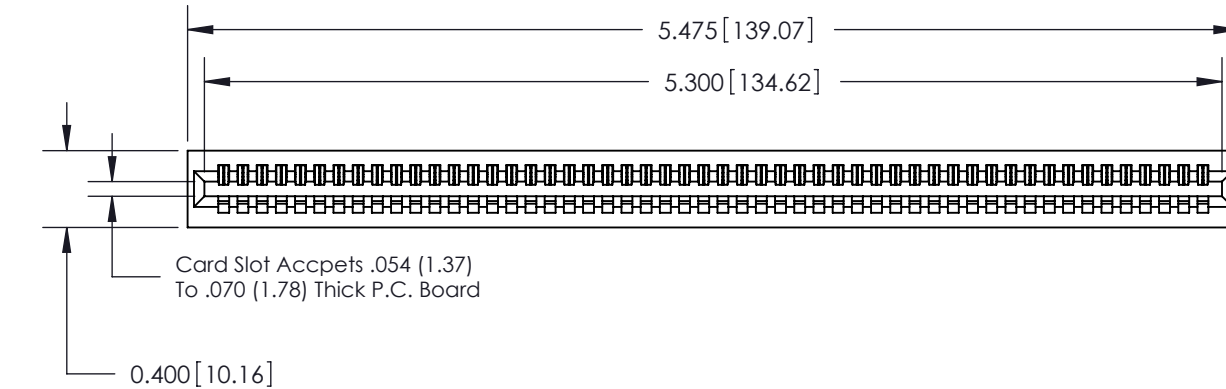 5.475[139.07]
5.300[134.62]
Card Slot Accpets .054 (1.37)
To .070 (1.78) Thick P.C. Board
0.400[10.16]